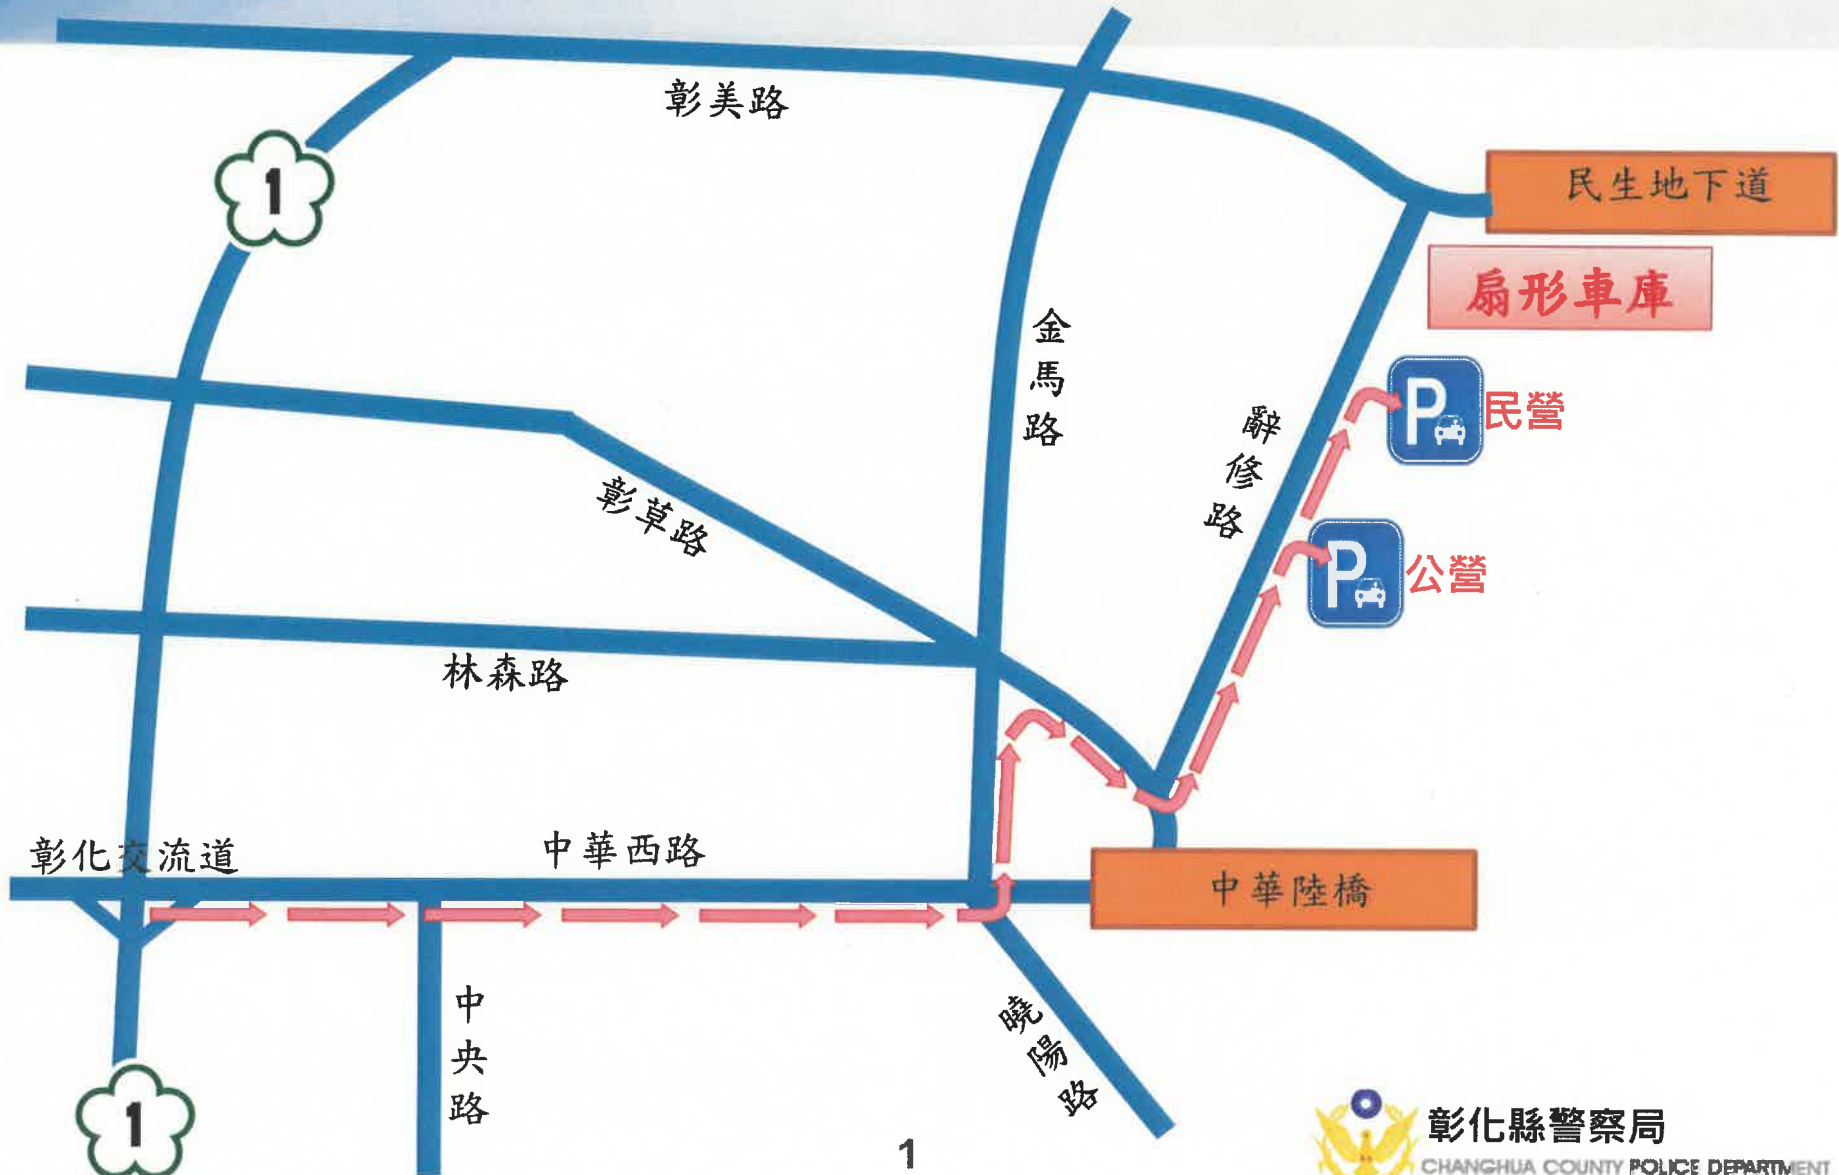 彰美路
1
民生地下道
扇形車庫
金馬路
P
民營
辭修路
彰草路
P
公營
林森路
彰化交流道
中華西路
中華陸橋
中央路
曉陽路
1
1
彰化縣警察局
CHANGHUA COUNTY POLICE DEPARTMENT